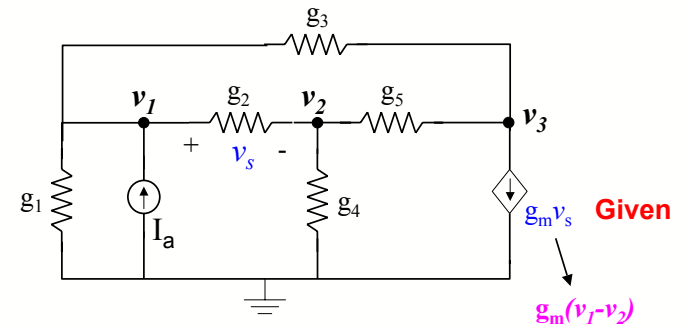 g3
v1 g2 v2 g5 v3
+ vs -
g1 Ia g4 gmvs Given
gm(v1-v2)